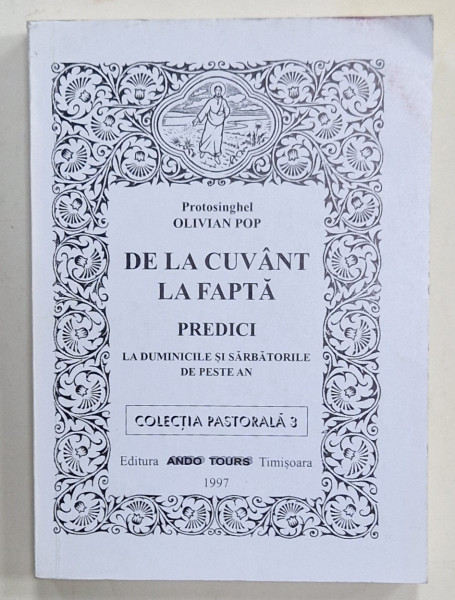 Protosinghel
OLIVIAN POP
DE LA CUVÂNT
LA FAPTĂ
PREDICI
LA DUMINICILE ŞI SĂRBĂTORILE
DE PESTE AN
COLECŢIA PASTORALĂ 3
Editura ANDO TOURS Timişoara
1997